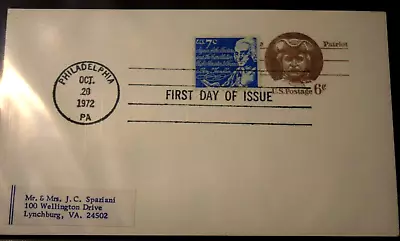 U.S. 7c
Patriot
U.S. Postage 6c
PHILADELPHIA
OCT.
20
1972
PA
FIRST DAY OF ISSUE
Mr. & Mrs. J. C. Spaziani
100 Wellington Drive
Lynchburg, VA. 24502